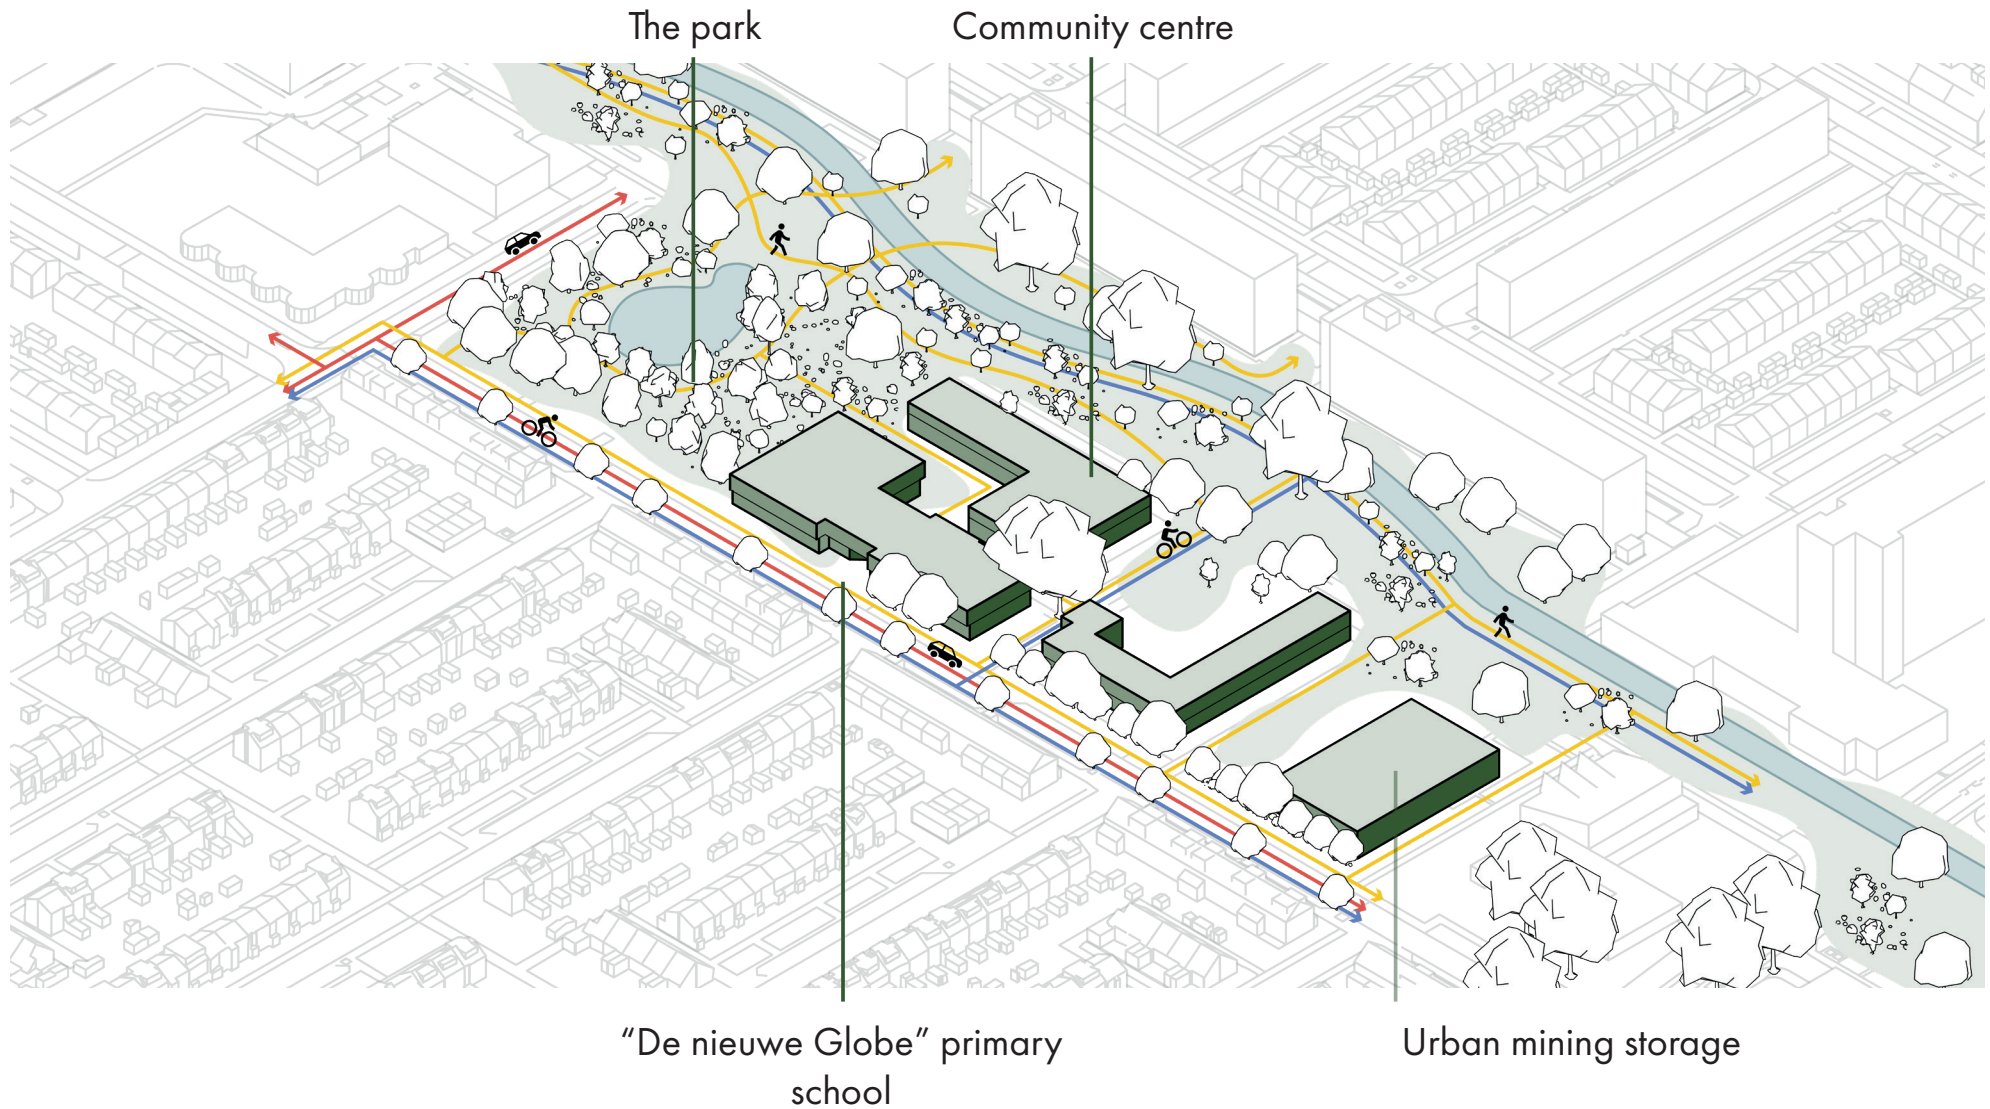 The park
Community centre
“De nieuwe Globe” primary
school
Urban mining storage